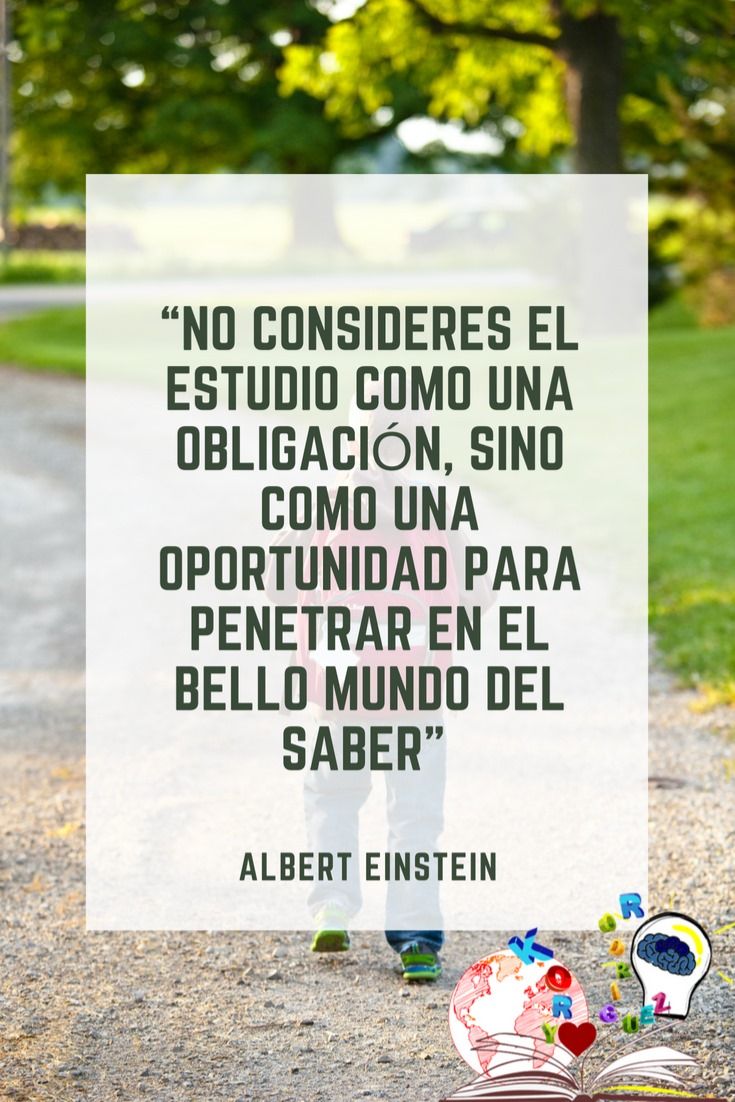 “NO CONSIDERES EL
ESTUDIO COMO UNA
OBLIGACIÓN, SINO
COMO UNA
OPORTUNIDAD PARA
PENETRAR EN EL
BELLO MUNDO DEL
SABER”
ALBERT EINSTEIN